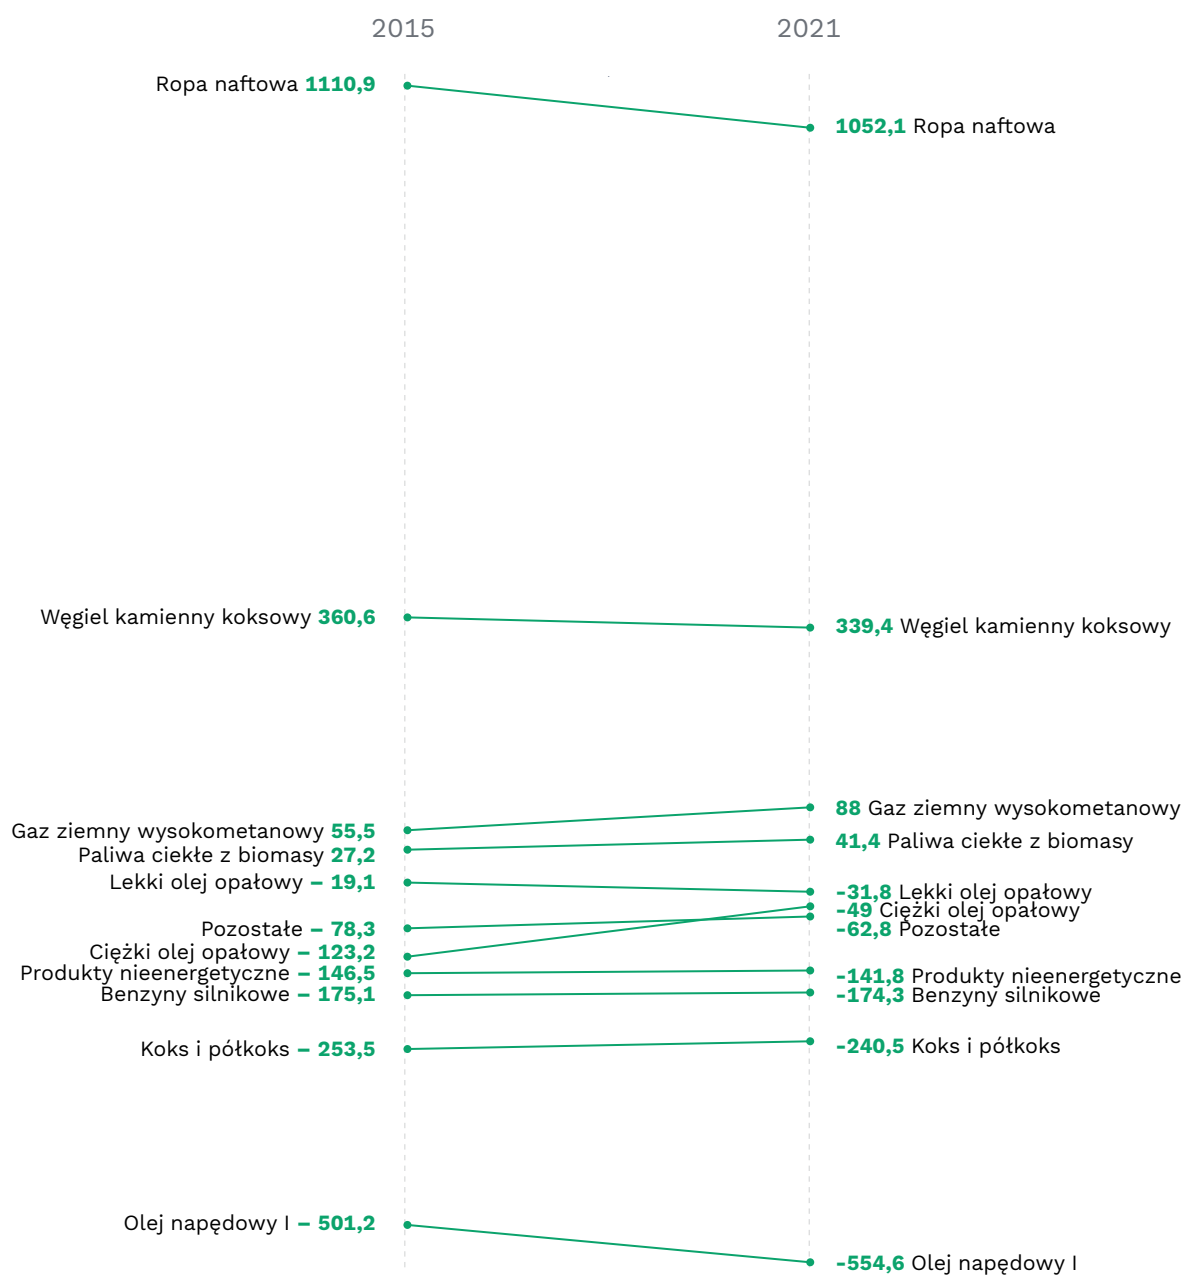 2015
2021
Ropa naftowa 1110,9
1052,1 Ropa naftowa
Węgiel kamienny koksowy 360,6
339,4 Węgiel kamienny koksowy
88 Gaz ziemny wysokometanowy
Gaz ziemny wysokometanowy 55,5
41,4 Paliwa ciekłe z biomasy
Paliwa ciekłe z biomasy 27,2
Lekki olej opałowy – 19,1
-31,8 Lekki olej opałowy
-49 Ciężki olej opałowy
Pozostałe – 78,3
-62,8 Pozostałe
Ciężki olej opałowy – 123,2
Produkty nieenergetyczne – 146,5
-141,8 Produkty nieenergetyczne
Benzyny silnikowe – 175,1
-174,3 Benzyny silnikowe
Koks i półkoks – 253,5
-240,5 Koks i półkoks
Olej napędowy I – 501,2
-554,6 Olej napędowy I